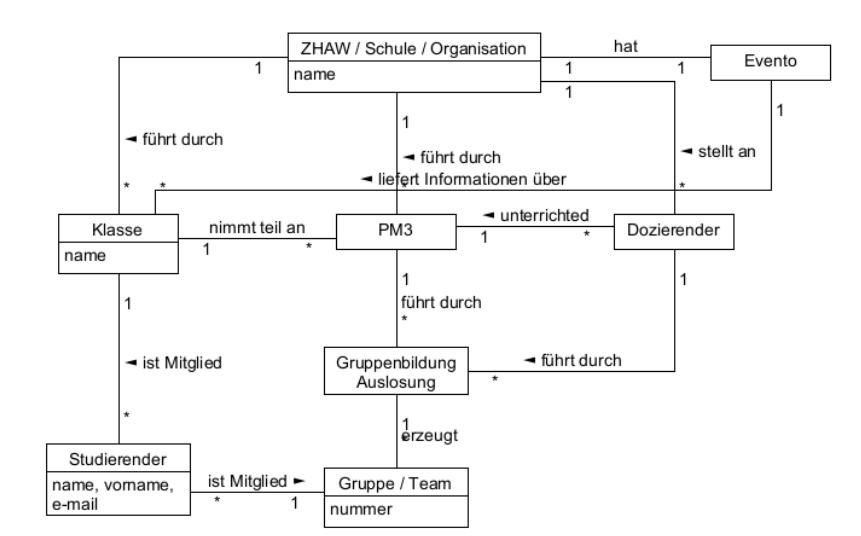 ZHAW / Schule / Organisation
name
hat
1
1
1
1
1
Evento
1
◄ führt durch
◄ führt durch
◄ stellt an
*
*
*
◄ liefert Informationen über
*
Klasse
name
nimmt teil an
1
*
PM3
◄ unterrichted
1
*
Dozierender
1
1
1
führt durch
*
◄ ist Mitglied
Gruppenbildung
Auslosung
◄ führt durch
*
*
1
*
erzeugt
Studierender
name, vorname,
e-mail
ist Mitglied ►
*
1
Gruppe / Team
nummer